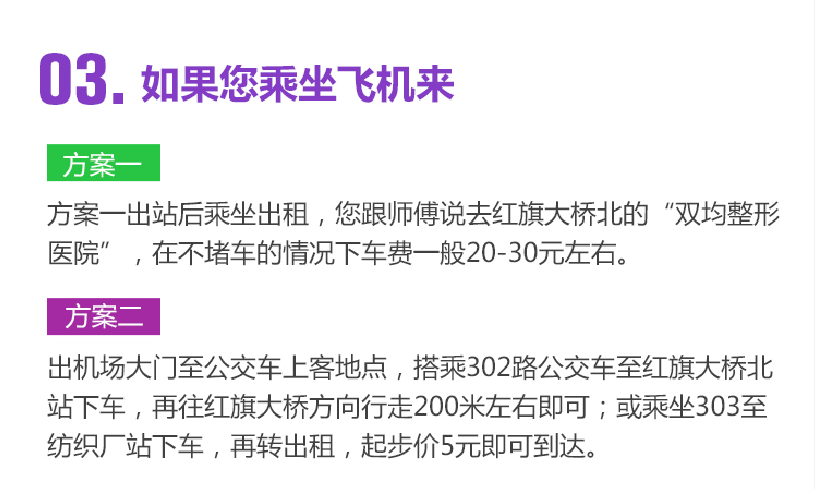 03. 如果您乘坐飞机来
方案一
方案一出站后乘坐出租，您跟师傅说去红旗大桥北的“双均整形
医院”，在不堵车的情况下车费一般20-30元左右。
方案二
出机场大门至公交车上客地点，搭乘302路公交车至红旗大桥北
站下车，再往红旗大桥方向行走200米左右即可；或乘坐303至
纺织厂站下车，再转出租，起步价5元即可到达。